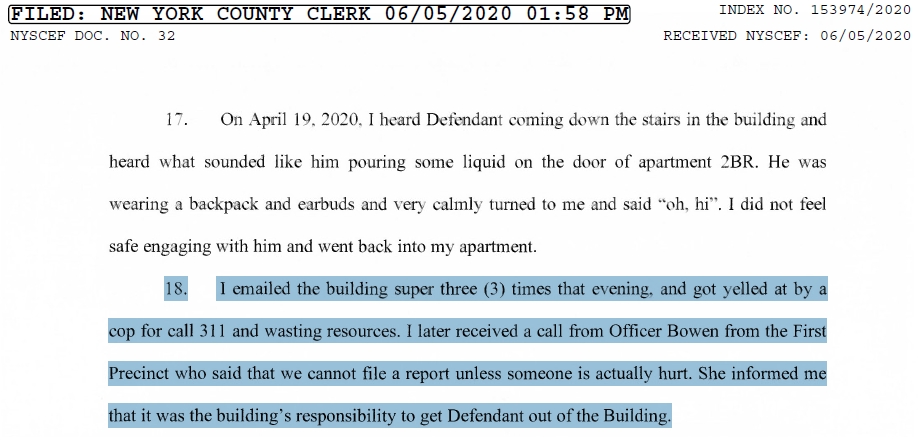 FILED: NEW YORK COUNTY CLERK 06/05/2020 01:58 PM
INDEX NO. 153974/2020
NYSCEF DOC. NO. 32
RECEIVED NYSCEF: 06/05/2020
17. On April 19, 2020, I heard Defendant coming down the stairs in the building and
heard what sounded like him pouring some liquid on the door of apartment 2BR. He was
wearing a backpack and earbuds and very calmly turned to me and said “oh, hi”. I did not feel
safe engaging with him and went back into my apartment.
18. I emailed the building super three (3) times that evening, and got yelled at by a
cop for call 311 and wasting resources. I later received a call from Officer Bowen from the First
Precinct who said that we cannot file a report unless someone is actually hurt. She informed me
that it was the building’s responsibility to get Defendant out of the Building.